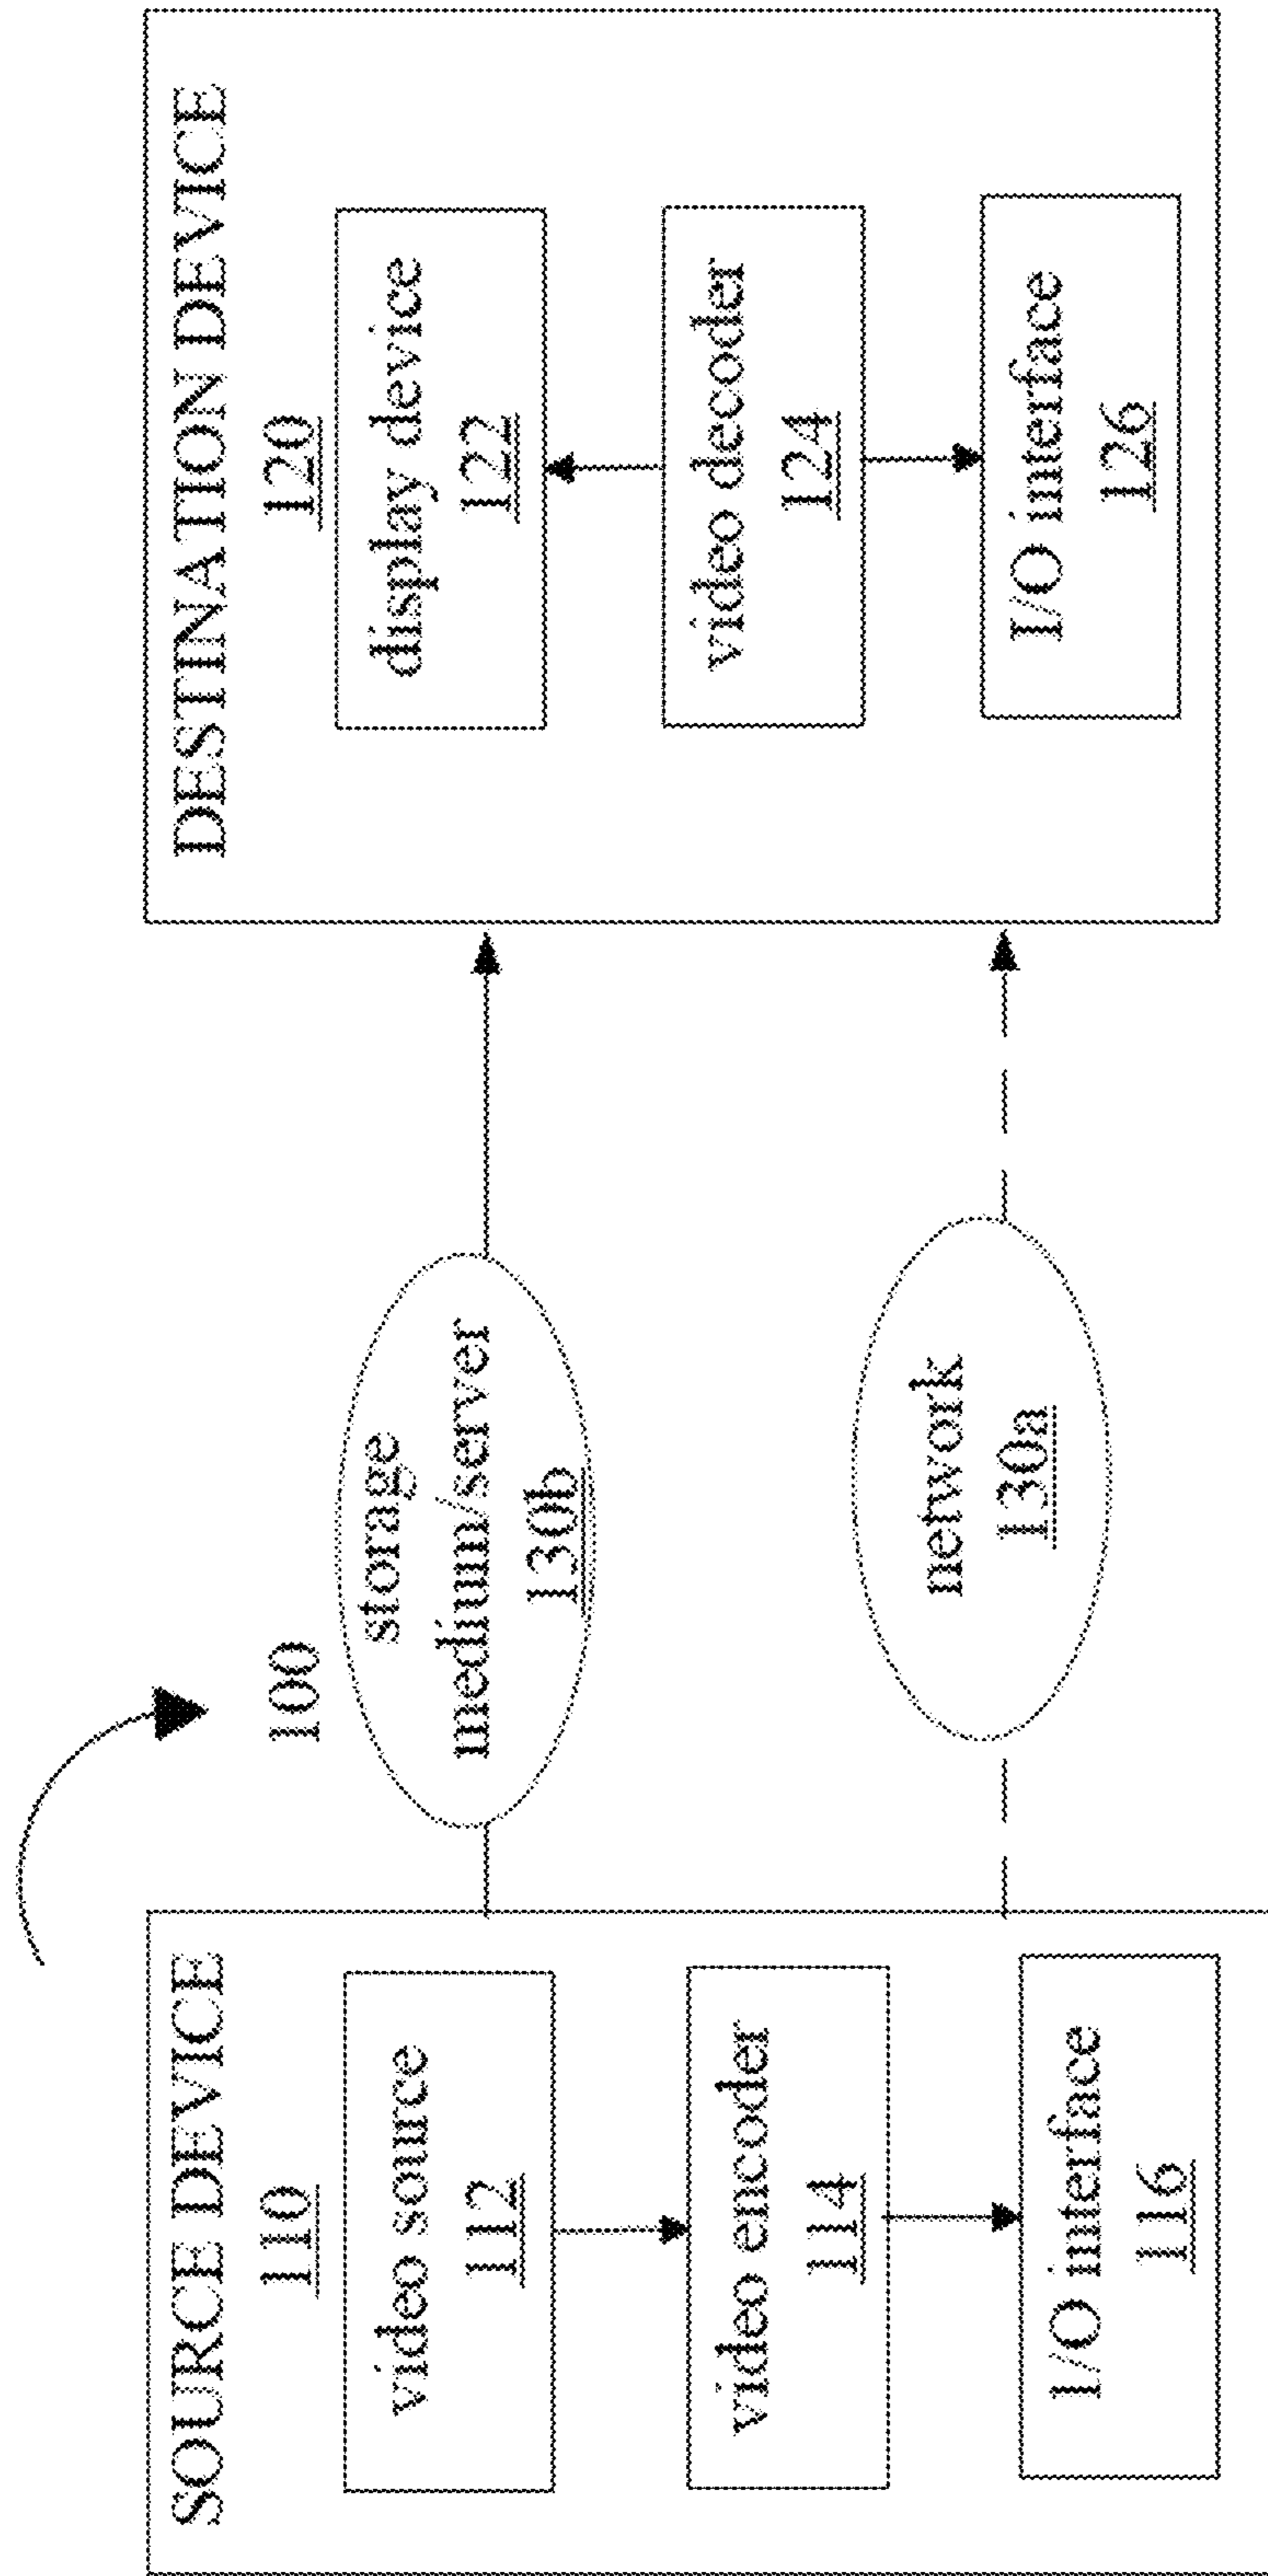 100
SOURCE DEVICE
110
video source
112
video encoder
114
I/O interface
116
storage
medium/server
130b
network
130a
DESTINATION DEVICE
120
display device
122
video decoder
124
I/O interface
126